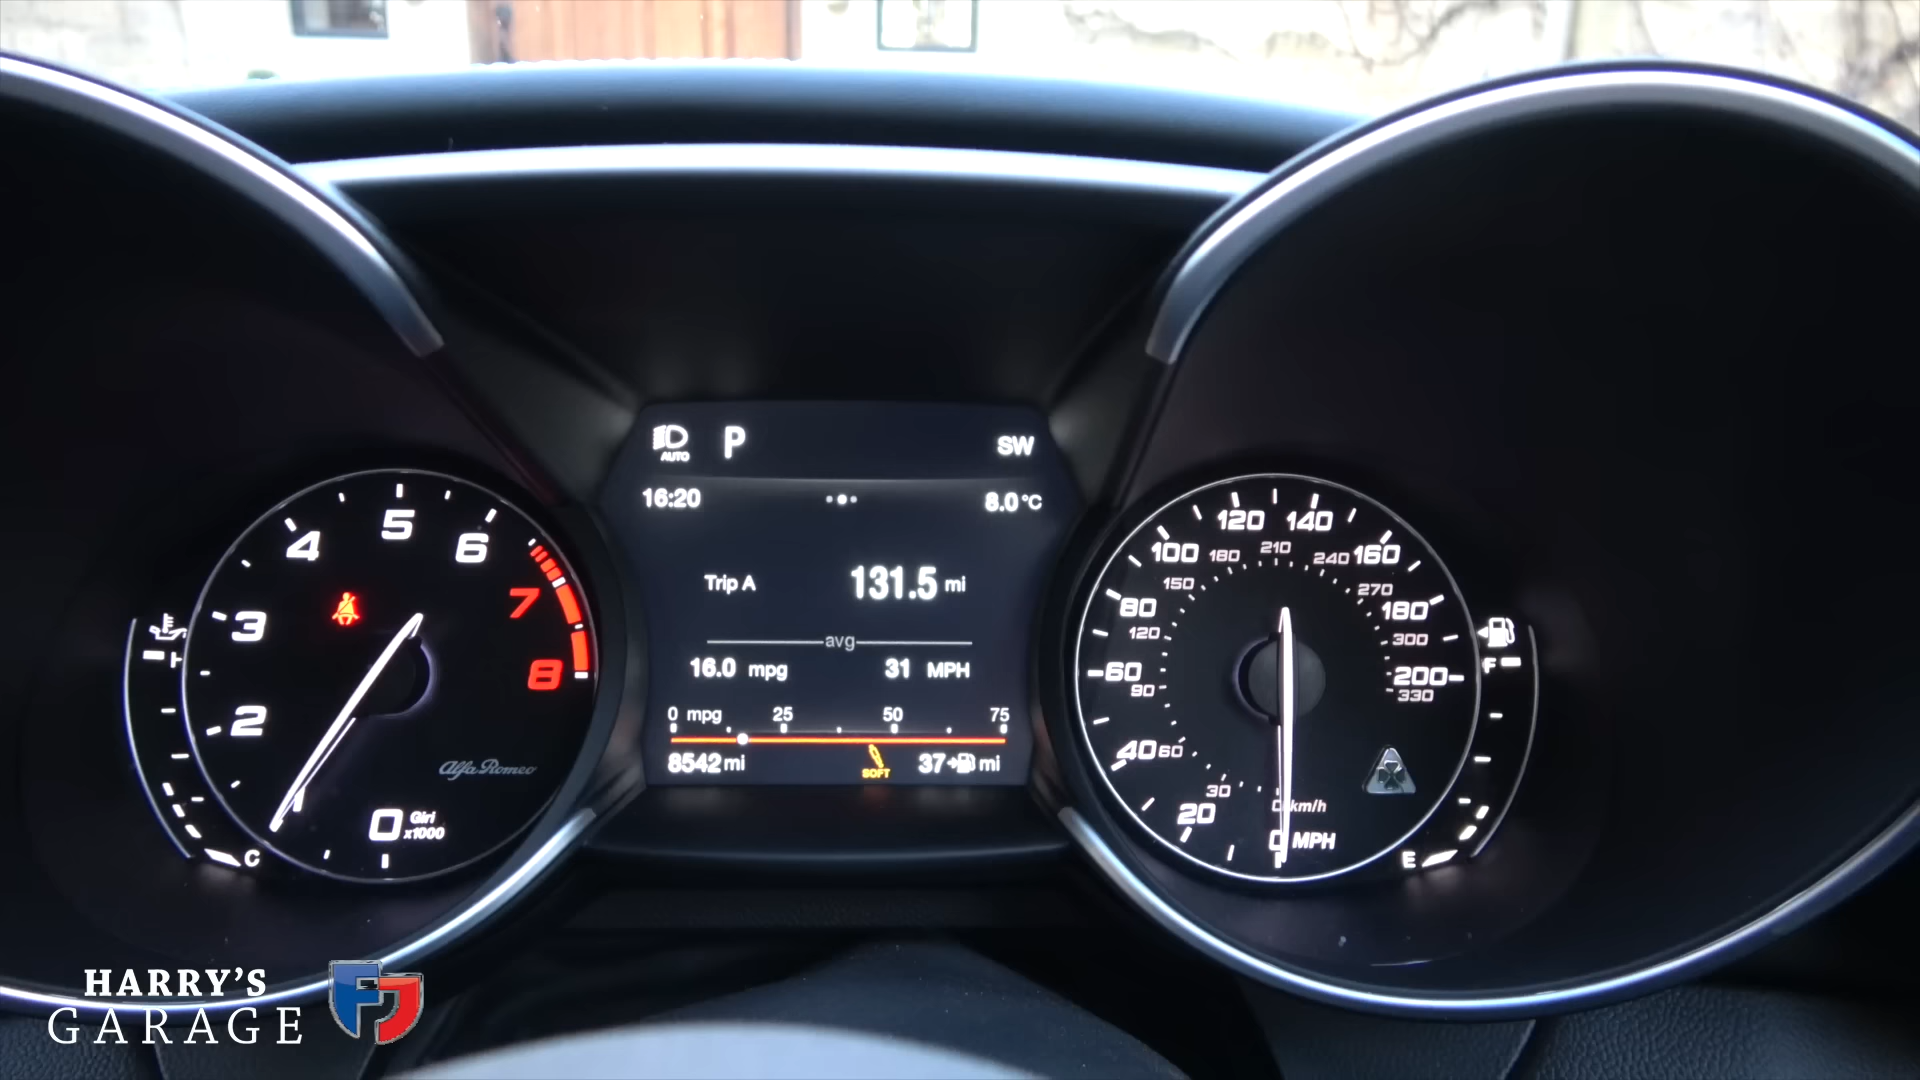 AUTO P SW
16:20 8.0°C
Trip A 131.5 mi
avg
16.0 mpg 31 MPH
0 mpg 25 50 75
8542 mi SOFT 37 mi
2 3 4 5 6 7 8
Alfa Romeo
0 Giri
x1000
H
C
20 40 60 80 100 120 140 160 180 200
30 60 90 120 150 180 210 240 270 300 330
0 km/h
0 MPH
F
E
HARRY'S
GARAGE